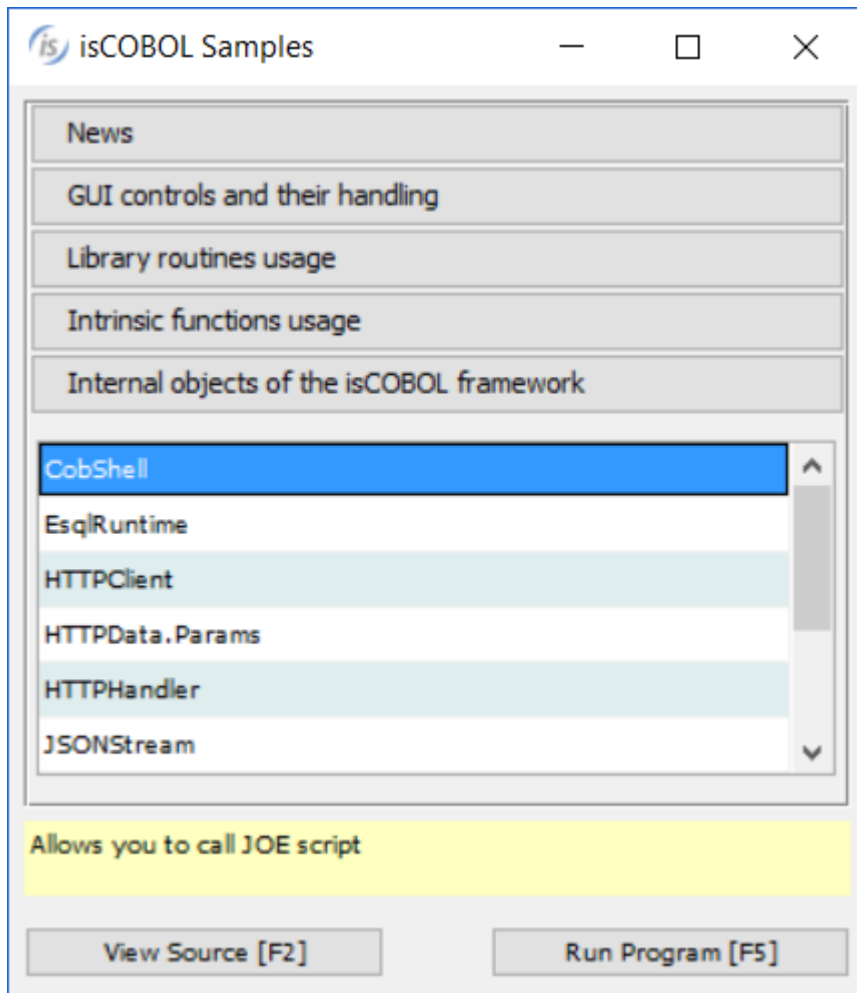 is isCOBOL Samples
News
GUI controls and their handling
Library routines usage
Intrinsic functions usage
Internal objects of the isCOBOL framework
CobShell
EsqlRuntime
HTTPClient
HTTPData.Params
HTTPHandler
JSONStream
Allows you to call JOE script
View Source [F2] Run Program [F5]